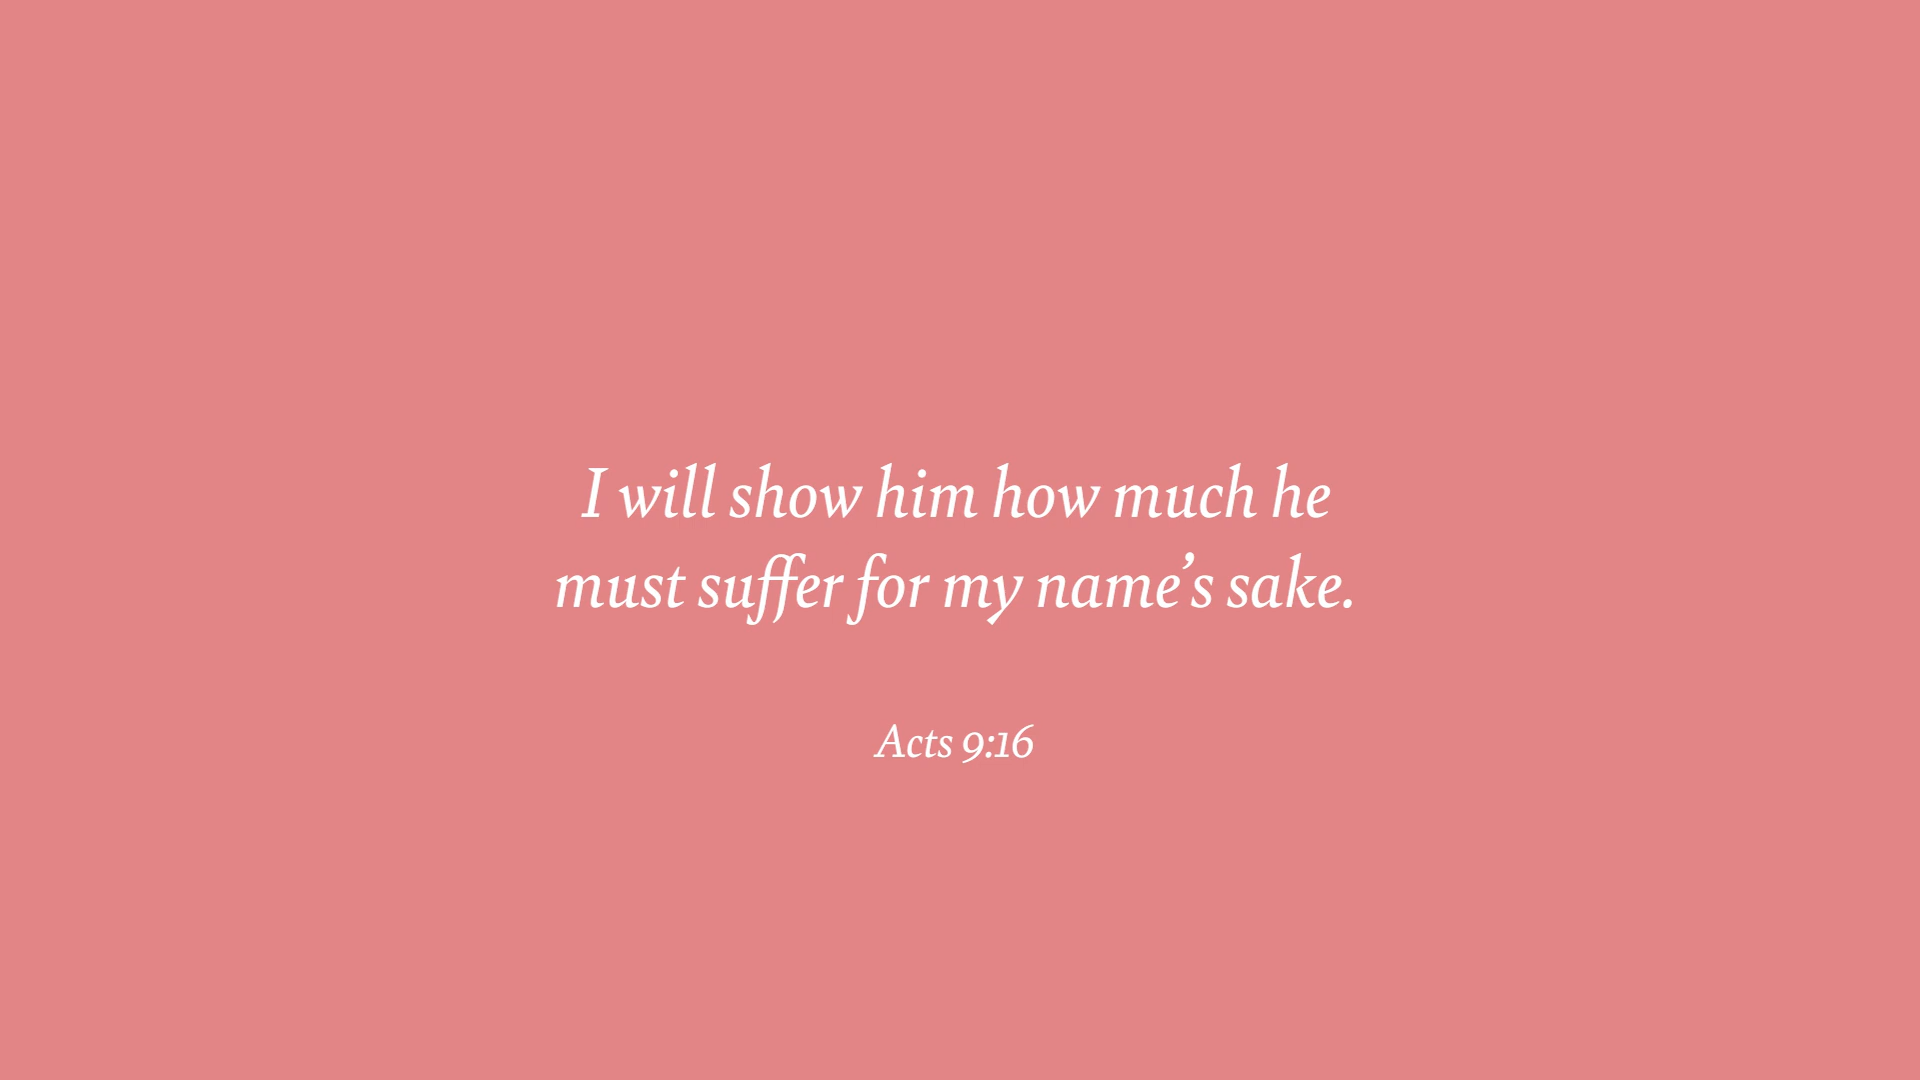 I will show him how much he
must suffer for my name’s sake.
Acts 9:16